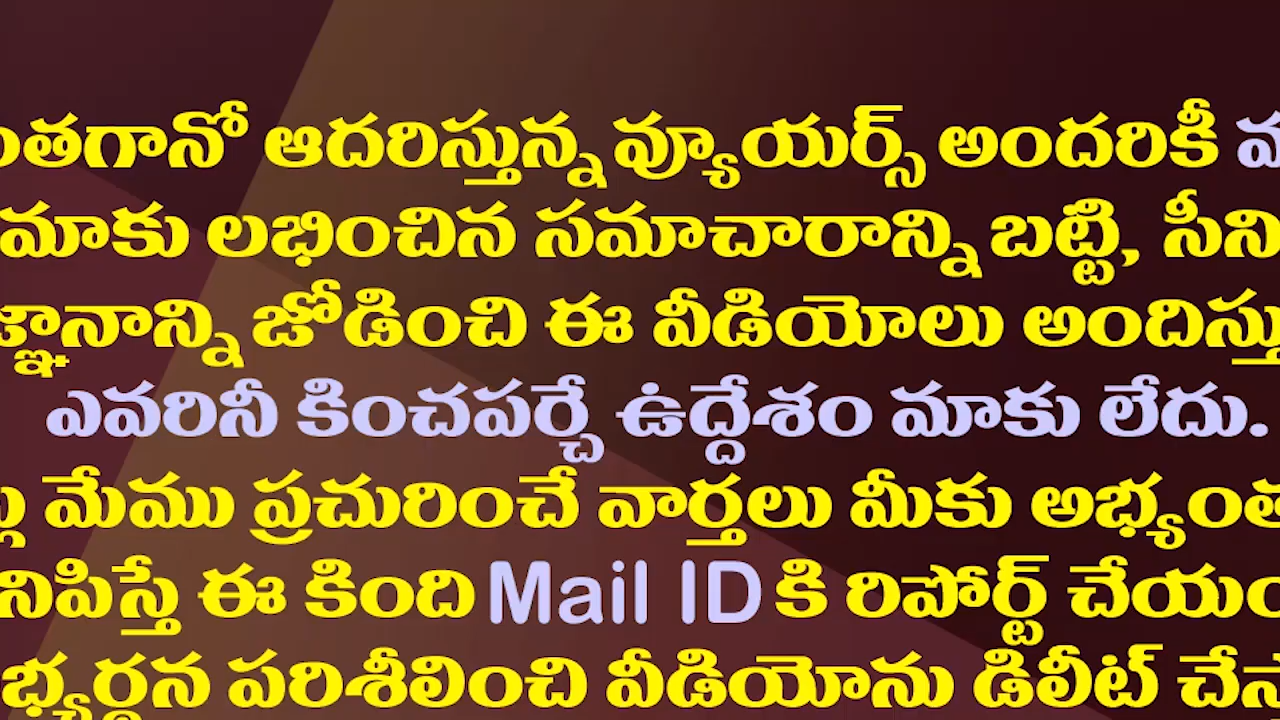 ఆదరిస్తున్న వ్యూయర్స్ అందరికీ
మాకు లభించిన సమాచారాన్ని బట్టి,
జోడించి ఈ వీడియోలు
ఎవరినీ కించపర్చే ఉద్దేశం మాకు లేదు.
మేము ప్రచురించే వార్తలు మీకు
ఈ కింది Mail ID కి రిపోర్ట్
పరిశీలించి వీడియోను డిలీట్